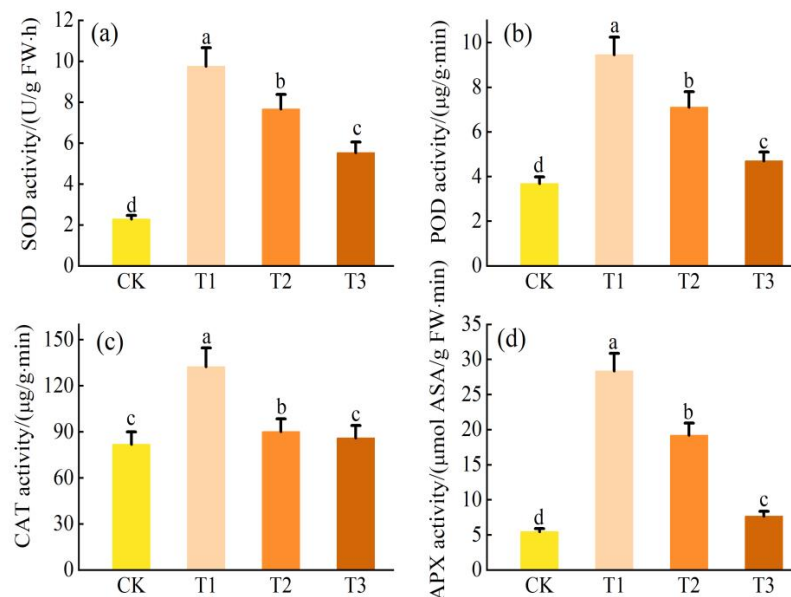 (a)
SOD activity/(U/g FW·h)
12
10
8
6
4
2
0
d
a
b
c
CK T1 T2 T3
(b)
POD activity/(μg/g·min)
10
8
6
4
2
0
d
a
b
c
CK T1 T2 T3
(c)
CAT activity/(μg/g·min)
150
120
90
60
30
0
c
a
b
c
CK T1 T2 T3
(d)
APX activity/(μmol ASA/g FW·min)
35
30
25
20
15
10
5
0
d
a
b
c
CK T1 T2 T3